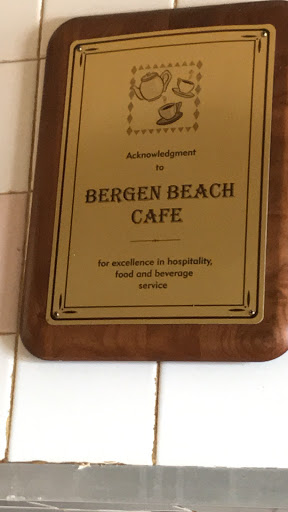 Acknowledgment
to
BERGEN BEACH
CAFE
for excellence in hospitality,
food and beverage
service